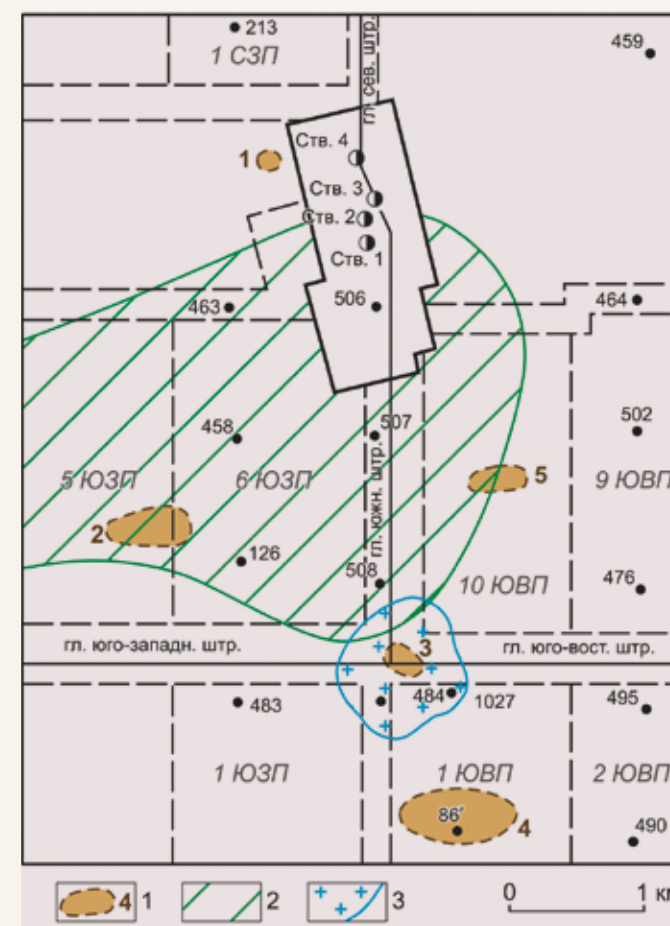 213
1 СЗП
гл. сев. штр.
459
Ств. 4
1
Ств. 3
Ств. 2
Ств. 1
463
506
464
458
507
502
5 ЮЗП
6 ЮЗП
гл. южн. штр.
5
9 ЮВП
2
126
508
10 ЮВП
476
гл. юго-западн. штр.
3
гл. юго-вост. штр.
483
484
1027
495
1 ЮЗП
1 ЮВП
2 ЮВП
86'
4
490
4 1
2
3
0 1 км